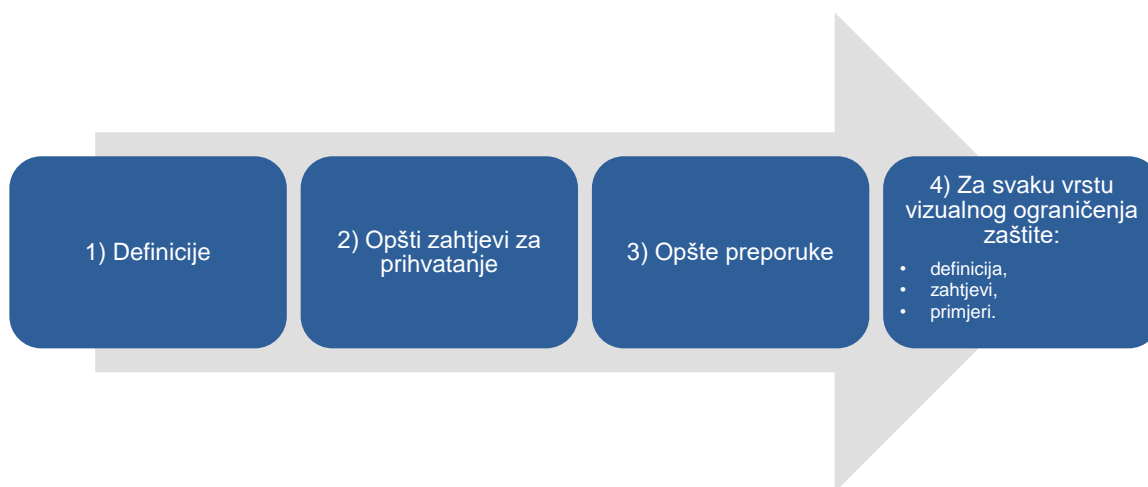 1) Definicije
2) Opšti zahtjevi za
prihvatanje
3) Opšte preporuke
4) Za svaku vrstu
vizualnog ograničenja
zaštite:
• definicija,
• zahtjevi,
• primjeri.